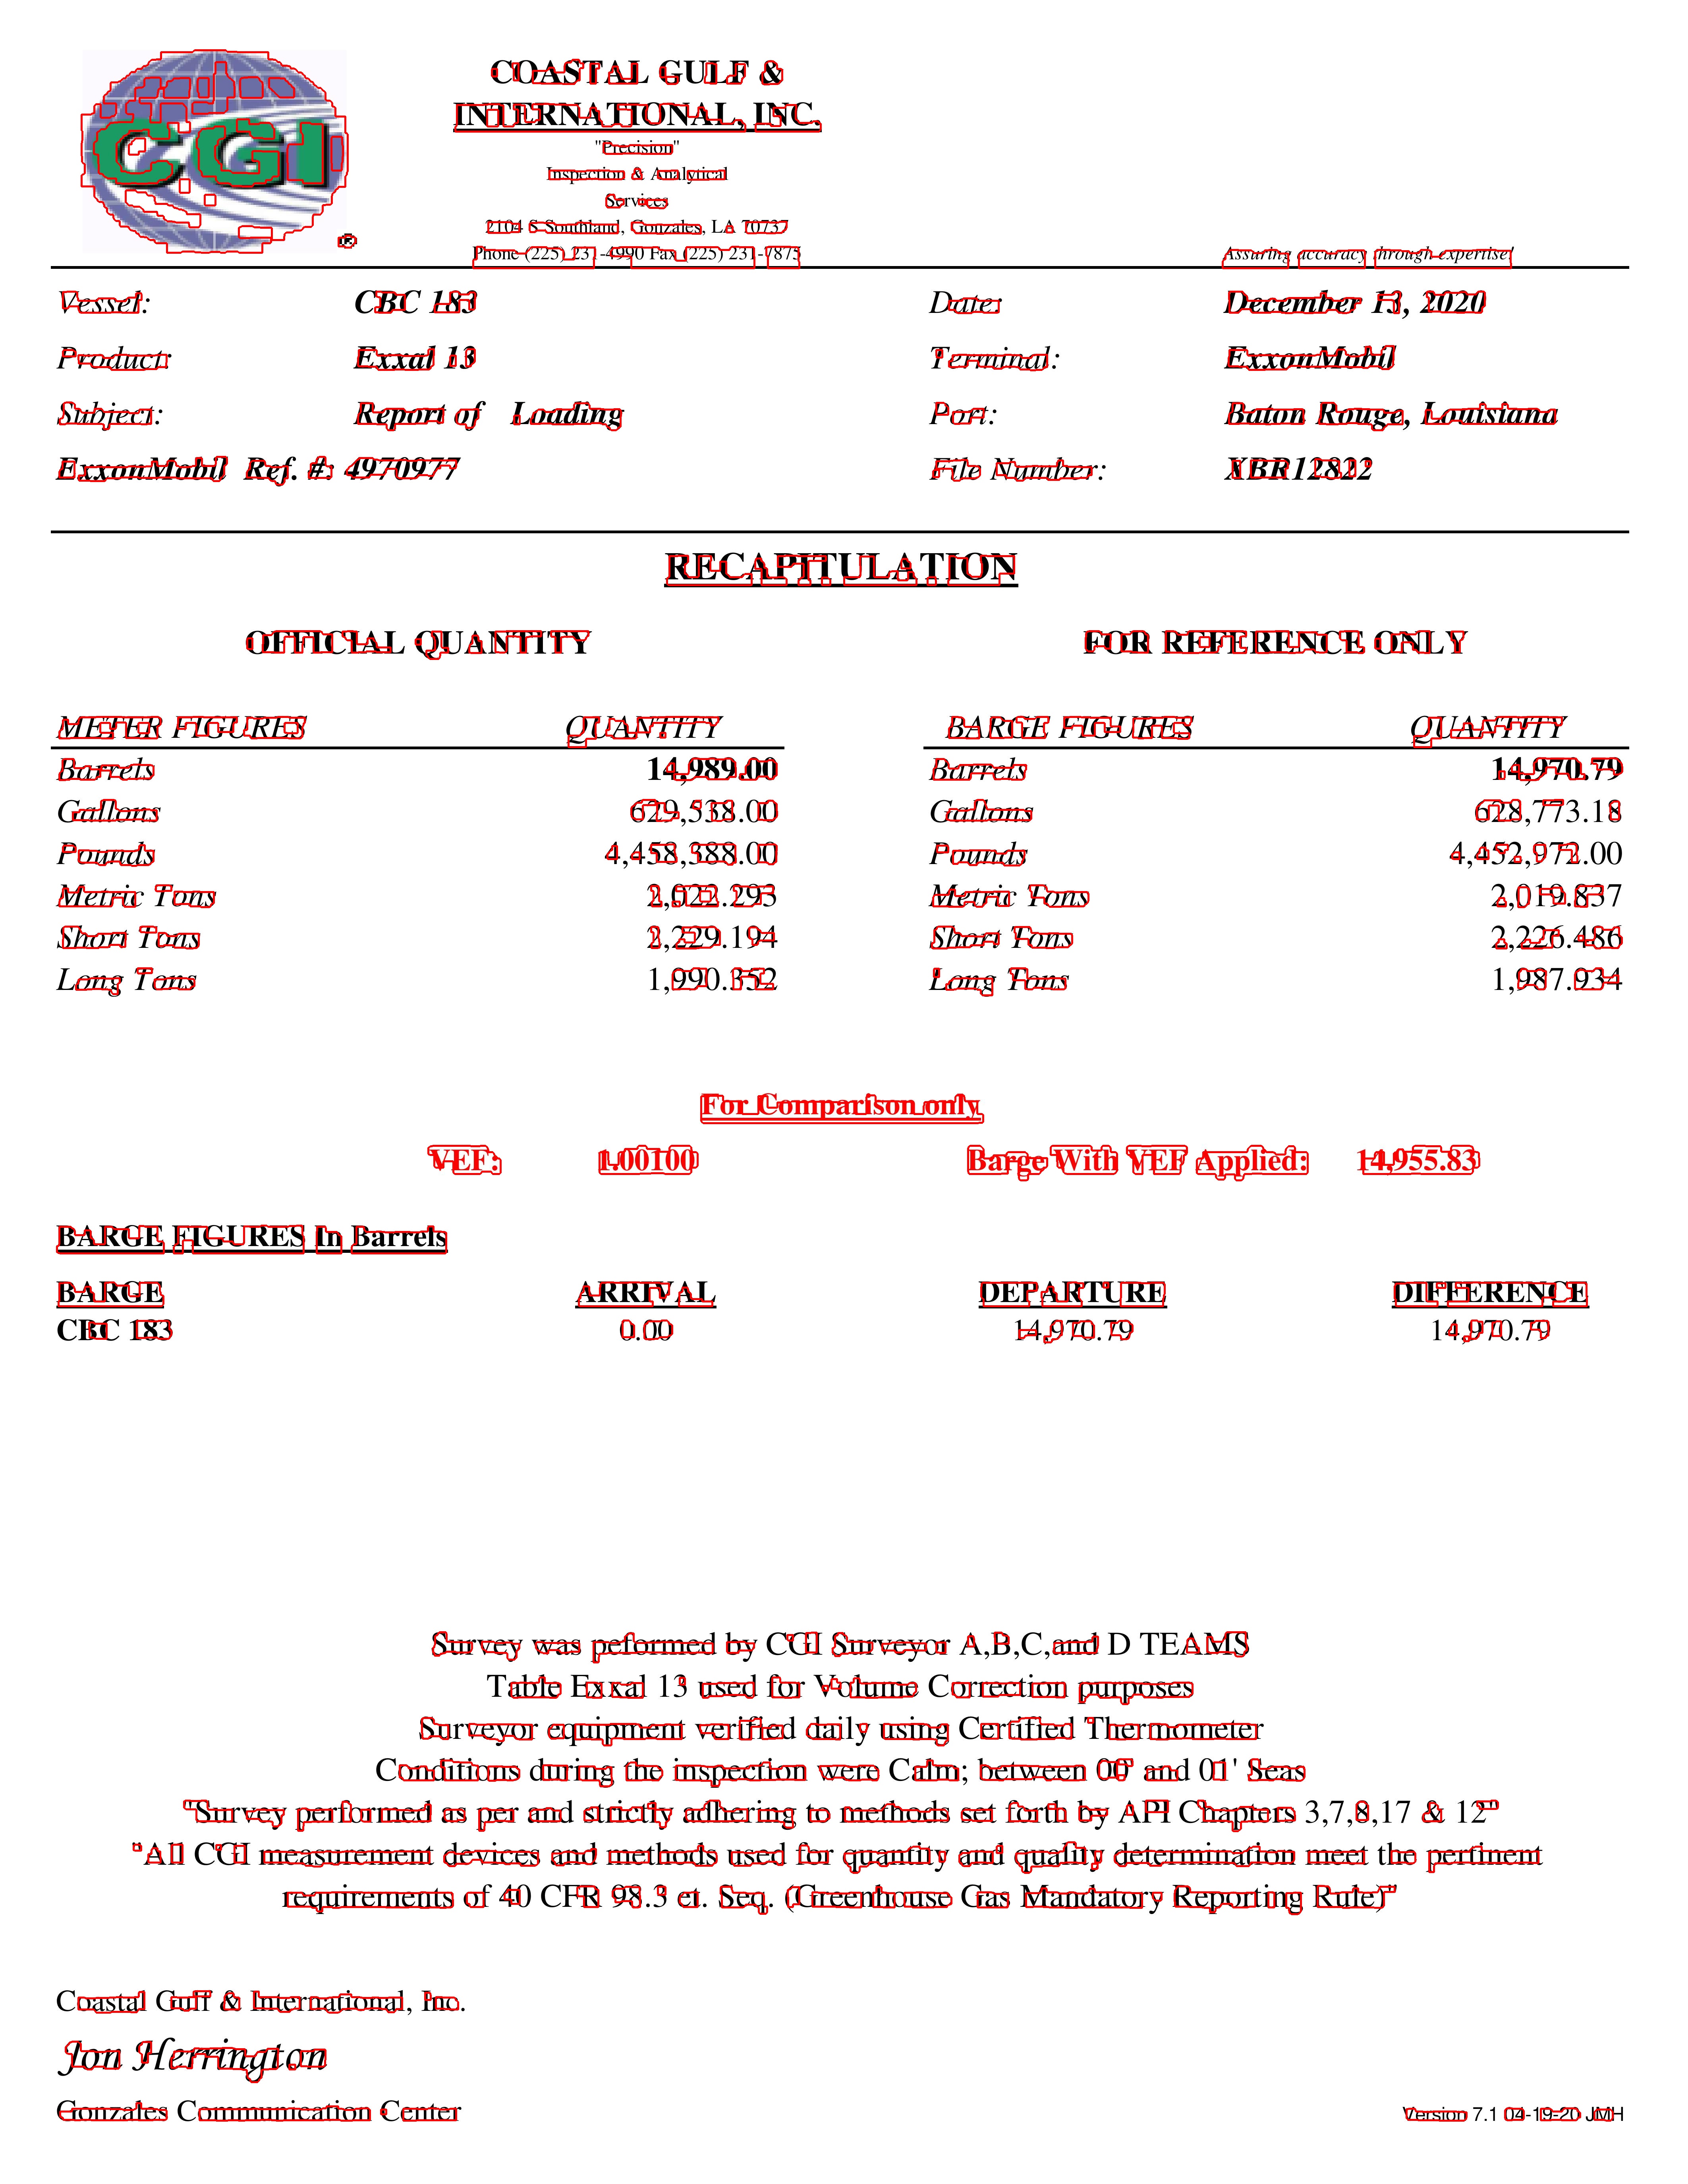 CGI
®
COASTAL GULF &
INTERNATIONAL, INC.
"Precision"
Inspection & Analytical
Services
2104 S Southland, Gonzales, LA 70737
Phone (225) 231-4990 Fax (225) 231-7875
Assuring accuracy through expertise!
Vessel: CBC 183 Date: December 13, 2020
Product: Exxal 13 Terminal: ExxonMobil
Subject: Report of Loading Port: Baton Rouge, Louisiana
ExxonMobil Ref. #: 4970977 File Number: XBR12822
RECAPITULATION
OFFICIAL QUANTITY FOR REFERENCE ONLY
METER FIGURES QUANTITY BARGE FIGURES QUANTITY
Barrels 14,989.00 Barrels 14,970.79
Gallons 629,538.00 Gallons 628,773.18
Pounds 4,458,388.00 Pounds 4,452,972.00
Metric Tons 2,022.293 Metric Tons 2,019.837
Short Tons 2,229.194 Short Tons 2,226.486
Long Tons 1,990.352 Long Tons 1,987.934
For Comparison only
VEF: 1.00100 Barge With VEF Applied: 14,955.83
BARGE FIGURES In Barrels
BARGE ARRIVAL DEPARTURE DIFFERENCE
CBC 183 0.00 14,970.79 14,970.79
Survey was peformed by CGI Surveyor A,B,C,and D TEAMS
Table Exxal 13 used for Volume Correction purposes
Surveyor equipment verified daily using Certified Thermometer
Conditions during the inspection were Calm; between 00' and 01' Seas
"Survey performed as per and strictly adhering to methods set forth by API Chapters 3,7,8,17 & 12"
"All CGI measurement devices and methods used for quantity and quality determination meet the pertinent
requirements of 40 CFR 98.3 et. Seq. (Greenhouse Gas Mandatory Reporting Rule)"
Coastal Gulf & International, Inc.
Jon Herrington
Gonzales Communication Center
Version 7.1 04-19-20 JMH